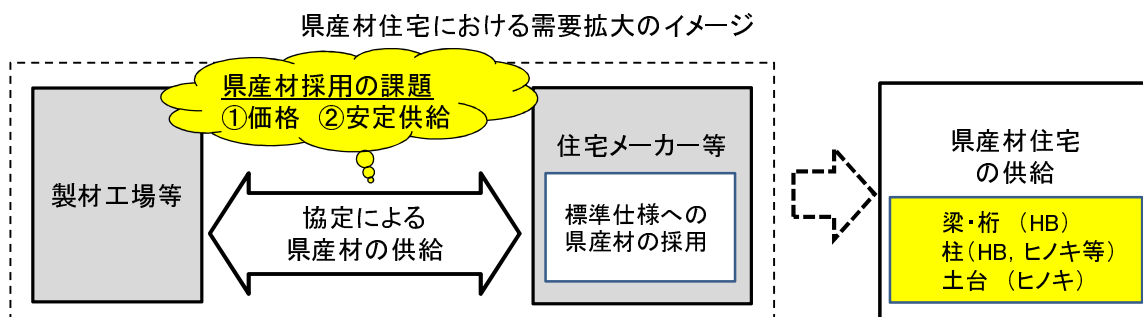 県産材住宅における需要拡大のイメージ
県産材採用の課題
①価格 ②安定供給
製材工場等
協定による
県産材の供給
住宅メーカー等
標準仕様への
県産材の採用
県産材住宅
の供給
梁・桁 （HB）
柱（HB，ヒノキ等）
土台 （ヒノキ）